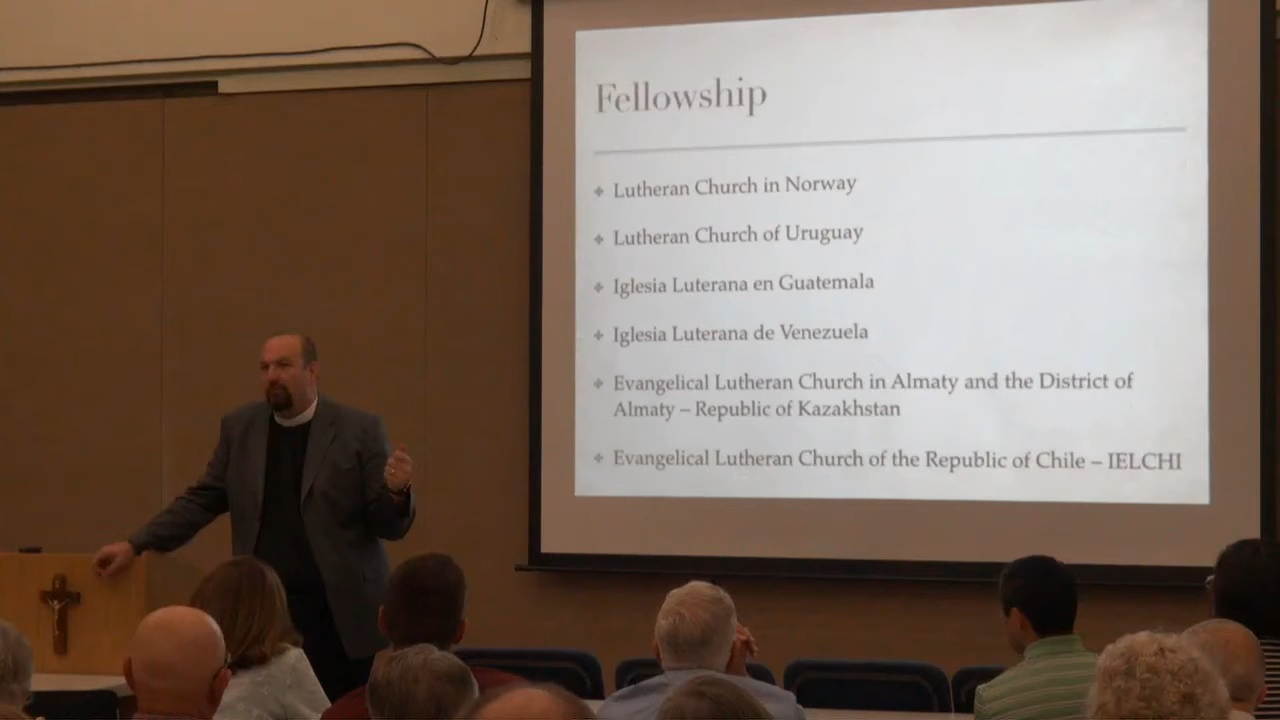 Fellowship
Lutheran Church in Norway
Lutheran Church of Uruguay
Iglesia Luterana en Guatemala
Iglesia Luterana de Venezuela
Evangelical Lutheran Church in Almaty and the District of
Almaty – Republic of Kazakhstan
Evangelical Lutheran Church of the Republic of Chile – IELCHI